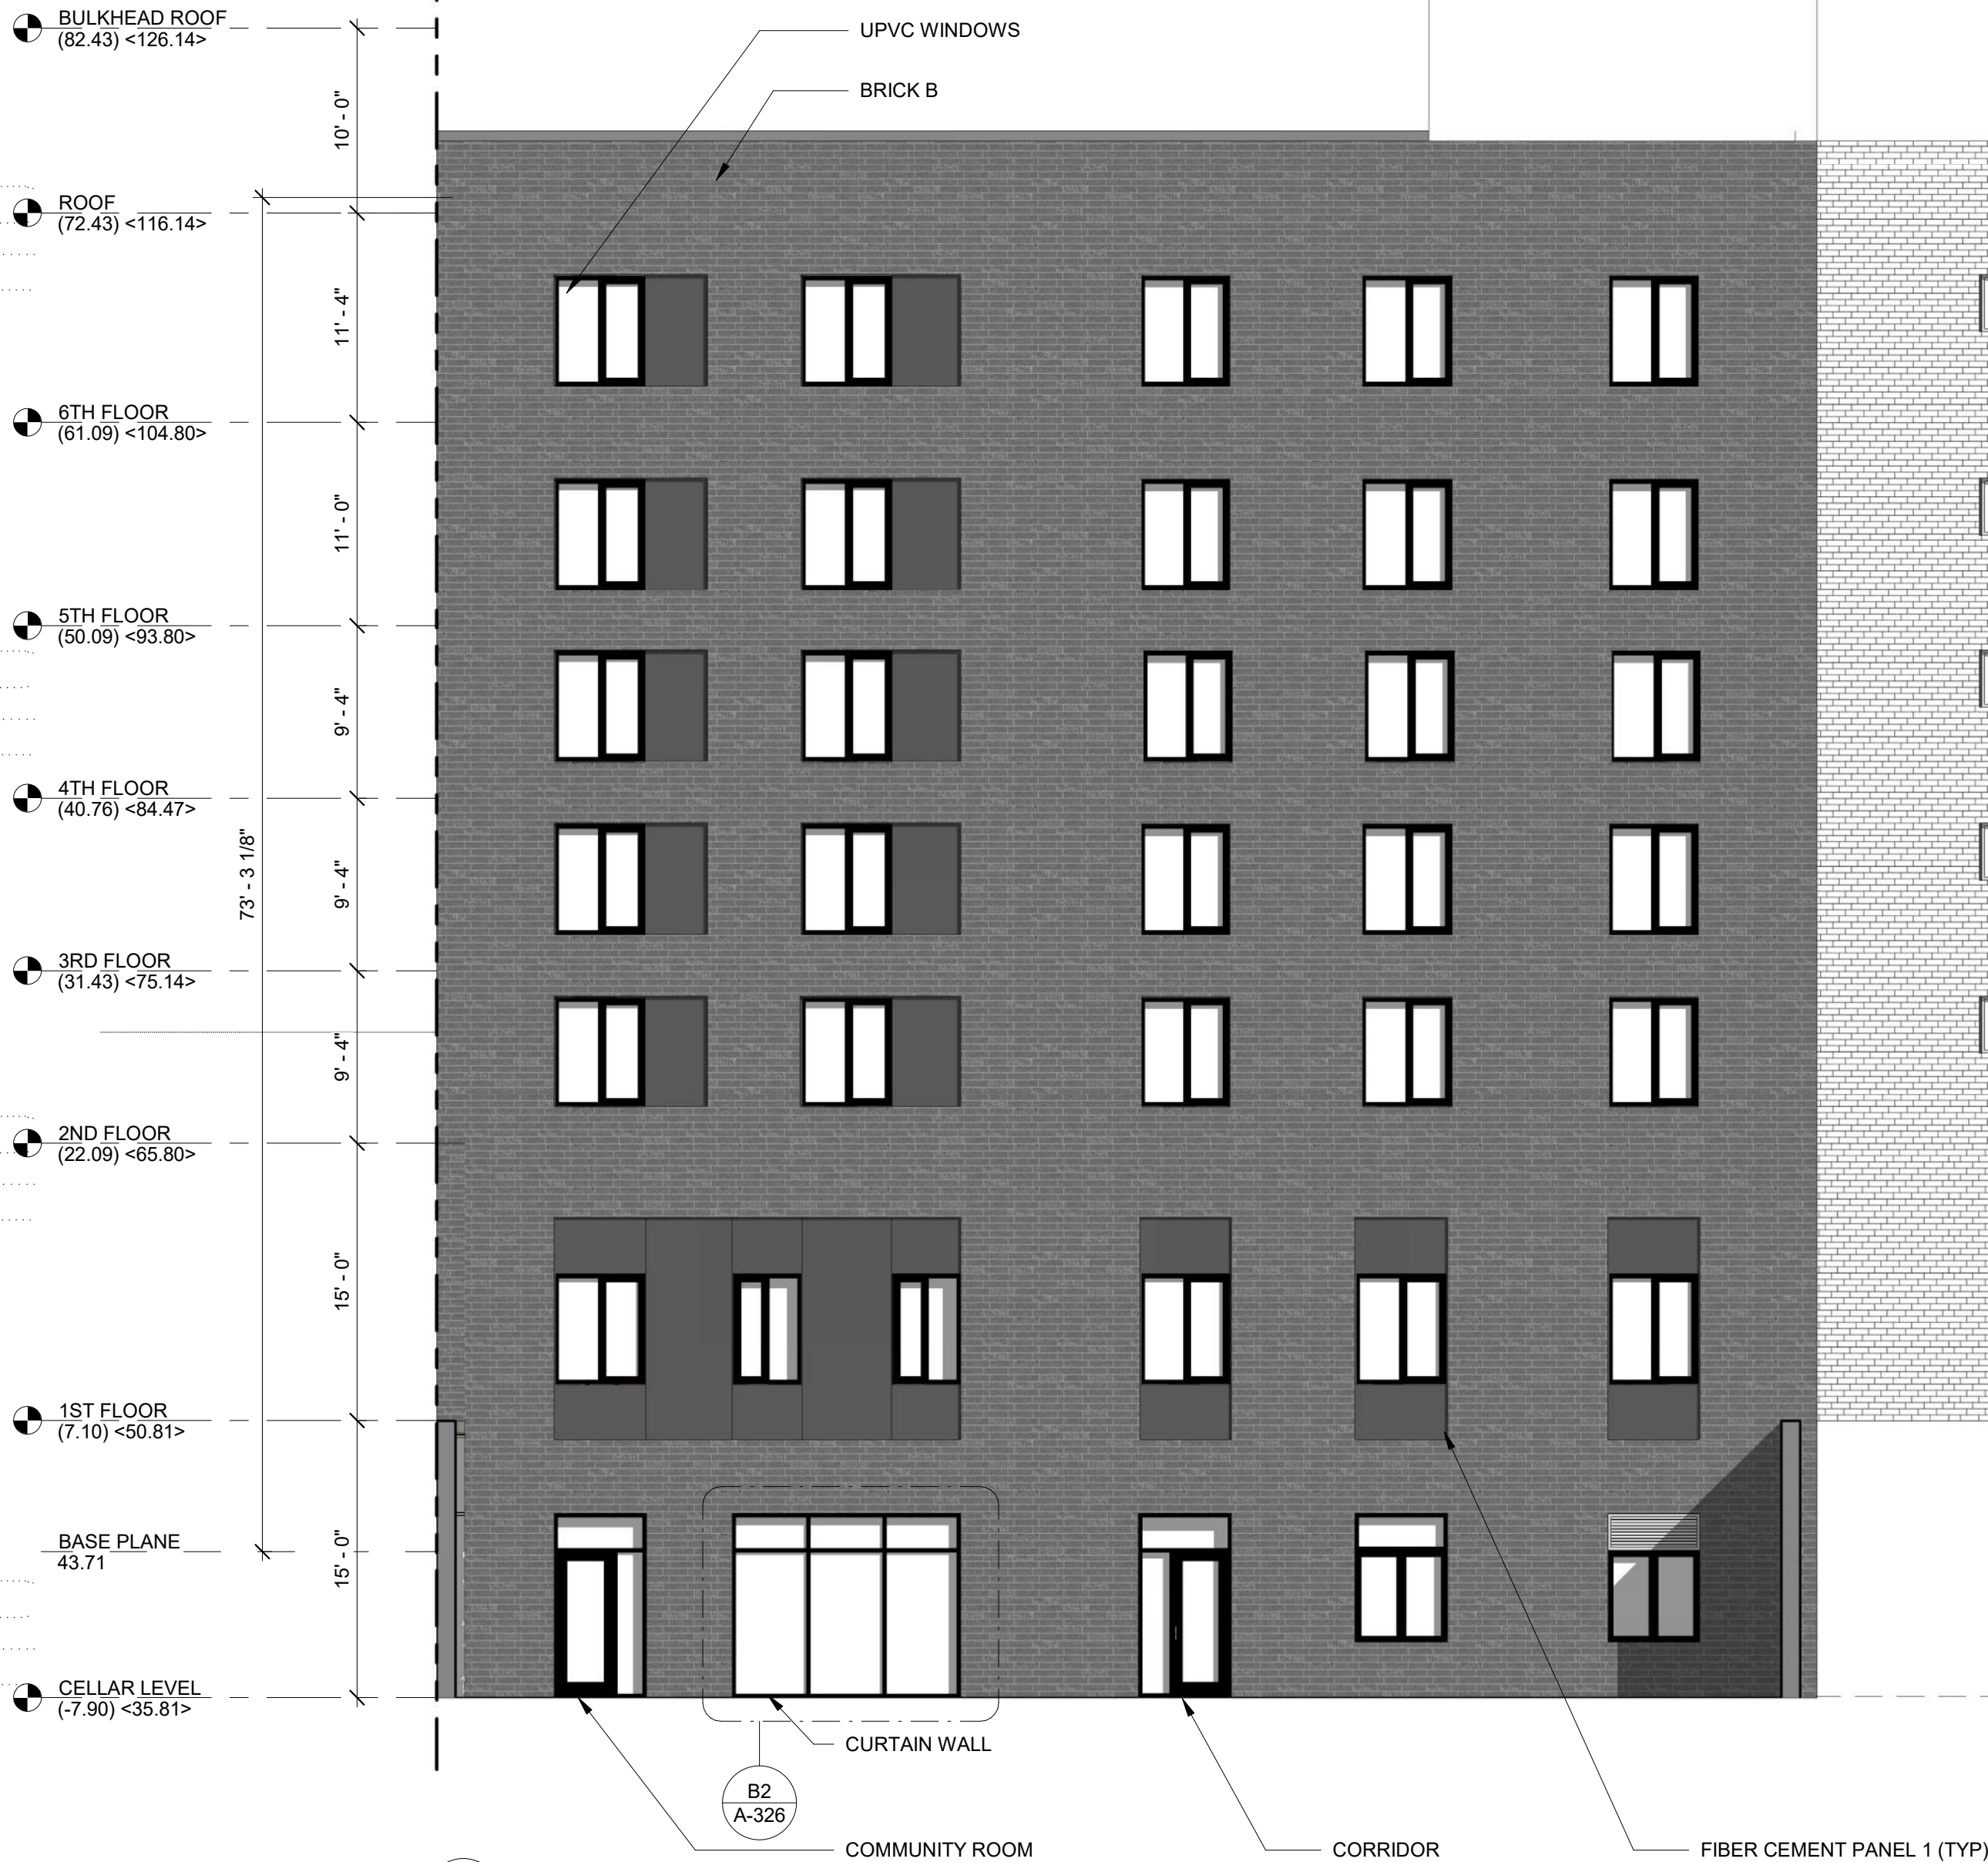 BULKHEAD ROOF
(82.43) <126.14>
UPVC WINDOWS
BRICK B
10' - 0"
ROOF
(72.43) <116.14>
11' - 4"
6TH FLOOR
(61.09) <104.80>
11' - 0"
5TH FLOOR
(50.09) <93.80>
9' - 4"
4TH FLOOR
(40.76) <84.47>
73' - 3 1/8"
9' - 4"
3RD FLOOR
(31.43) <75.14>
9' - 4"
2ND FLOOR
(22.09) <65.80>
15' - 0"
1ST FLOOR
(7.10) <50.81>
BASE PLANE
43.71
15' - 0"
CELLAR LEVEL
(-7.90) <35.81>
CURTAIN WALL
B2
A-326
COMMUNITY ROOM
CORRIDOR
FIBER CEMENT PANEL 1 (TYP)